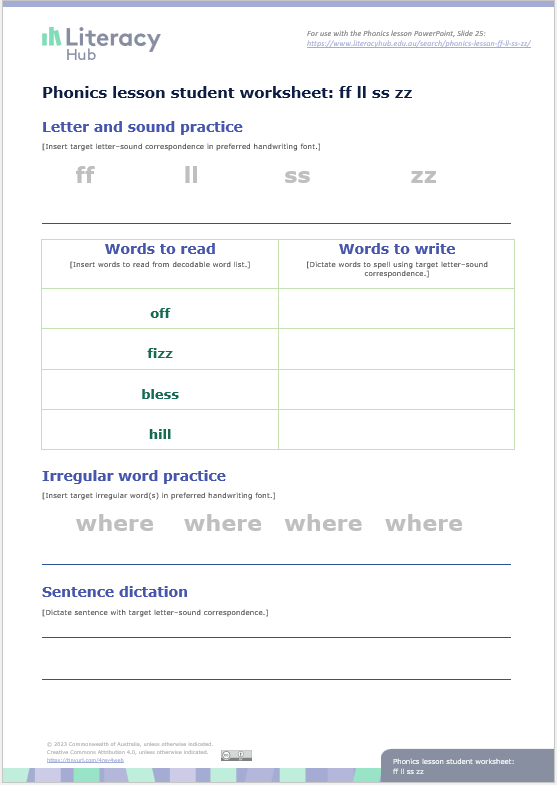 Literacy
Hub
For use with the Phonics lesson PowerPoint, Slide 25:
https://www.literacyhub.edu.au/search/phonics-lesson-ff-ll-ss-zz/
Phonics lesson student worksheet: ff ll ss zz
Letter and sound practice
[Insert target letter–sound correspondence in preferred handwriting font.]
ff ll ss zz
Words to read
[Insert words to read from decodable word list.]
Words to write
[Dictate words to spell using target letter–sound
correspondence.]
off
fizz
bless
hill
Irregular word practice
[Insert target irregular word(s) in preferred handwriting font.]
where where where where
Sentence dictation
[Dictate sentence with target letter–sound correspondence.]
© 2023 Commonwealth of Australia, unless otherwise indicated.
Creative Commons Attribution 4.0, unless otherwise indicated.
Phonics lesson student worksheet:
ff ll ss zz